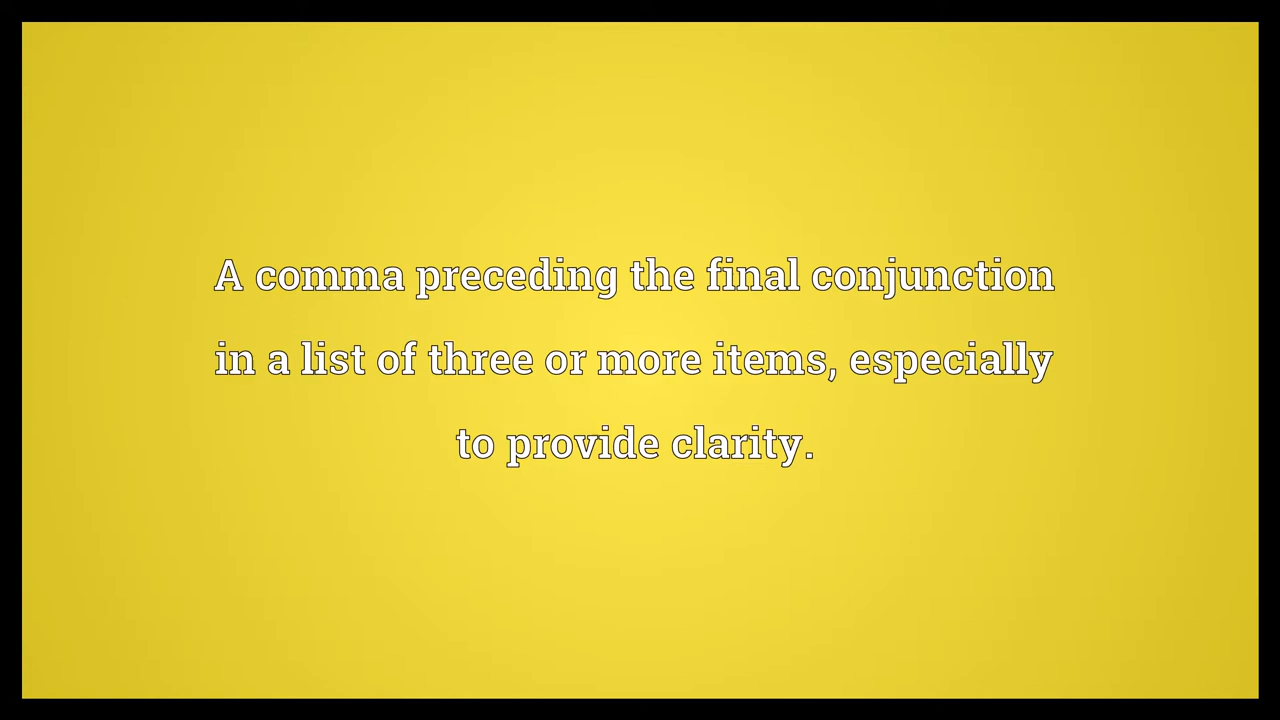 A comma preceding the final conjunction
in a list of three or more items, especially
to provide clarity.